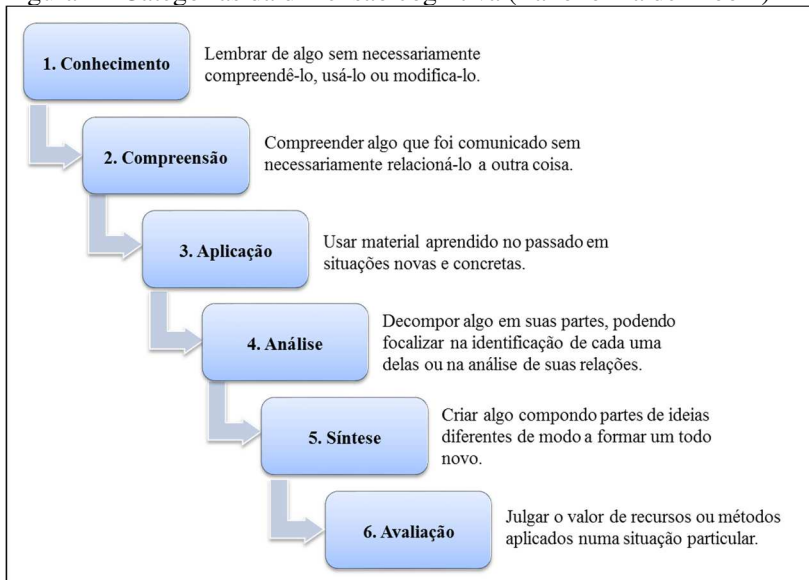 1. Conhecimento
Lembrar de algo sem necessariamente
compreendê-lo, usá-lo ou modifica-lo.
2. Compreensão
Compreender algo que foi comunicado sem
necessariamente relacioná-lo a outra coisa.
3. Aplicação
Usar material aprendido no passado em
situações novas e concretas.
4. Análise
Decompor algo em suas partes, podendo
focalizar na identificação de cada uma
delas ou na análise de suas relações.
5. Síntese
Criar algo compondo partes de ideias
diferentes de modo a formar um todo
novo.
6. Avaliação
Julgar o valor de recursos ou métodos
aplicados numa situação particular.